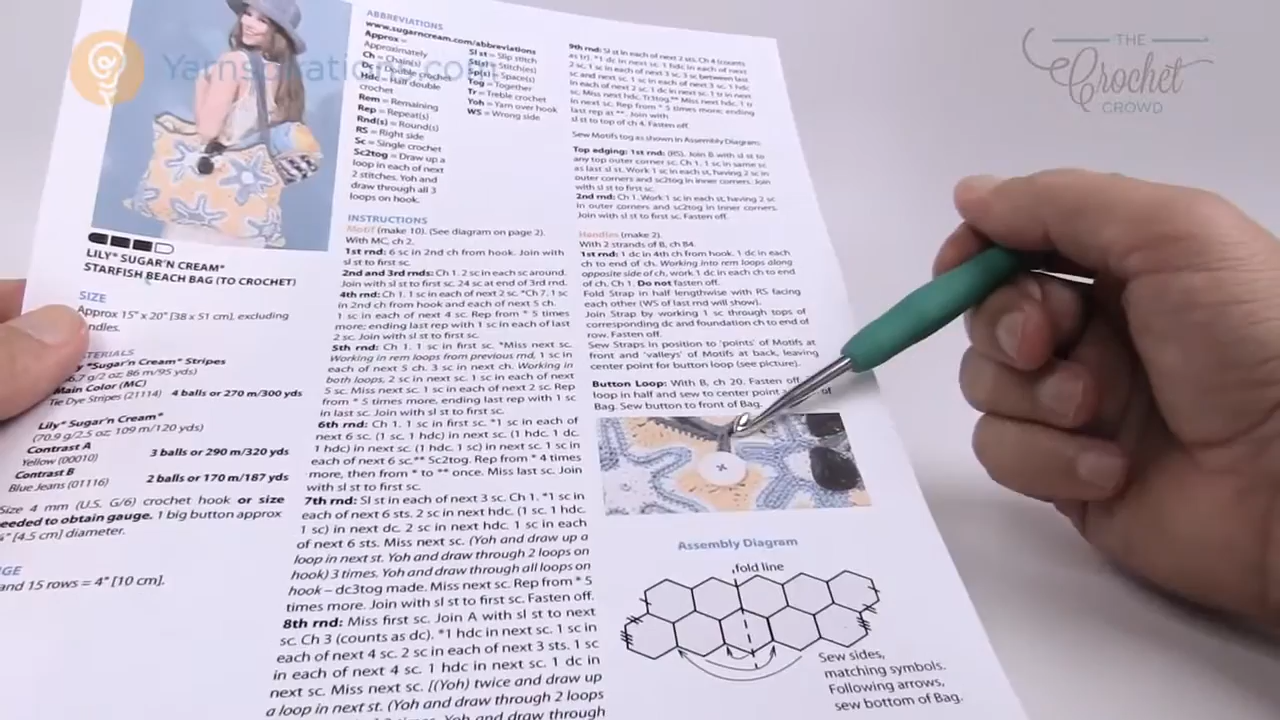 Yarnspirations.com
THE
Crochet
CROWD
LILY® SUGAR'N CREAM®
STARFISH BEACH BAG (TO CROCHET)
SIZE
Approx 15" x 20" [38 x 51 cm], excluding
ndles.
MATERIALS
Lily® Sugar'n Cream® Stripes
6.7 g/2 oz; 86 m/95 yds)
Main Color (MC)
Tie Dye Stripes (21114) 4 balls or 270 m/300 yds
Lily® Sugar'n Cream®
(70.9 g/2.5 oz; 109 m/120 yds)
Contrast A
Yellow (00010) 3 balls or 290 m/320 yds
Contrast B
Blue Jeans (01116) 2 balls or 170 m/187 yds
Size 4 mm (U.S. G/6) crochet hook or size
needed to obtain gauge. 1 big button approx
[4.5 cm] diameter.
GE
and 15 rows = 4" [10 cm].
ABBREVIATIONS
www.sugarncream.com/abbreviations
Approx =
Approximately
Ch = Chain(s)
Dc = Double crochet
Hdc = Half double
crochet
Rem = Remaining
Rep = Repeat(s)
Rnd(s) = Round(s)
RS = Right side
Sc = Single crochet
Sc2tog = Draw up a
loop in each of next
2 stitches. Yoh and
draw through all 3
loops on hook.
Sl st = Slip stitch
St(s) = Stitch(ies)
Sp(s) = Space(s)
Tog = Together
Tr = Treble crochet
Yoh = Yarn over hook
WS = Wrong side
INSTRUCTIONS
Motif (make 10). (See diagram on page 2).
With MC, ch 2.
1st rnd: 6 sc in 2nd ch from hook. Join with
sl st to first sc.
2nd and 3rd rnds: Ch 1. 2 sc in each sc around.
Join with sl st to first sc. 24 sc at end of 3rd rnd.
4th rnd: Ch 1. 1 sc in each of next 2 sc. *Ch 7. 1 sc
in 2nd ch from hook and each of next 5 ch.
1 sc in each of next 4 sc. Rep from * 5 times
more; ending last rep with 1 sc in each of last
2 sc. Join with sl st to first sc.
5th rnd: Ch 1. 1 sc in first sc. *Miss next sc.
Working in rem loops from previous rnd, 1 sc in
each of next 5 ch. 3 sc in next ch. Working in
both loops, 2 sc in next sc. 1 sc in each of next
5 sc. Miss next sc. 1 sc in each of next 2 sc. Rep
from * 5 times more, ending last rep with 1 sc
in last sc. Join with sl st to first sc.
6th rnd: Ch 1. 1 sc in first sc. *1 sc in each of
next 6 sc. (1 sc. 1 hdc) in next sc. (1 hdc. 1 dc.
1 hdc) in next sc. (1 hdc. 1 sc) in next sc. 1 sc in
each of next 6 sc.** Sc2tog. Rep from * 4 times
more, then from * to ** once. Miss last sc. Join
with sl st to first sc.
7th rnd: Sl st in each of next 3 sc. Ch 1. *1 sc in
each of next 6 sts. 2 sc in next hdc. (1 sc. 1 hdc.
1 sc) in next dc. 2 sc in next hdc. 1 sc in each
of next 6 sts. Miss next sc. (Yoh and draw up a
loop in next st. Yoh and draw through 2 loops on
hook) 3 times. Yoh and draw through all loops on
hook – dc3tog made. Miss next sc. Rep from * 5
times more. Join with sl st to first sc. Fasten off.
8th rnd: Miss first sc. Join A with sl st to next
sc. Ch 3 (counts as dc). *1 hdc in next sc. 1 sc in
each of next 4 sc. 2 sc in each of next 3 sts. 1 sc
in each of next 4 sc. 1 hdc in next sc. 1 dc in
next sc. Miss next sc. [(Yoh) twice and draw up
a loop in next st. (Yoh and draw through 2 loops
and draw through
9th rnd: Sl st in each of next 2 sts. Ch 4 (counts
as tr). *1 dc in next sc. 1 hdc in each of next
2 sc. 1 sc in each of next 3 sc. 3 sc between last
sc and next sc. 1 sc in each of next 3 sc. 1 hdc
in each of next 2 sc. 1 dc in next sc. 1 tr in next
sc. Miss next hdc. Tr3tog.** Miss next hdc. 1 tr
in next sc. Rep from * 5 times more; ending
last rep at **. Join with
sl st to top of ch 4. Fasten off.
Sew Motifs tog as shown in Assembly Diagram.
Top edging: 1st rnd: (RS). Join B with sl st to
any top outer corner sc. Ch 1. 1 sc in same sc
as last sl st. Work 1 sc in each st, having 2 sc in
outer corners and sc2tog in inner corners. Join
with sl st to first sc.
2nd rnd: Ch 1. Work 1 sc in each st, having 2 sc
in outer corners and sc2tog in inner corners.
Join with sl st to first sc. Fasten off.
Handles (make 2).
With 2 strands of B, ch 84.
1st rnd: 1 dc in 4th ch from hook. 1 dc in each
ch to end of ch. Working into rem loops along
opposite side of ch, work 1 dc in each ch to end
of ch. Ch 1. Do not fasten off.
Fold Strap in half lengthwise with RS facing
each other (WS of last rnd will show).
Join Strap by working 1 sc through tops of
corresponding dc and foundation ch to end of
row. Fasten off.
Sew Straps in position to 'points' of Motifs at
front and 'valleys' of Motifs at back, leaving
center point for button loop (see picture).
Button Loop: With B, ch 20. Fasten off.
loop in half and sew to center point of
Bag. Sew button to front of Bag.
Assembly Diagram
fold line
Sew sides,
matching symbols.
Following arrows,
sew bottom of Bag.